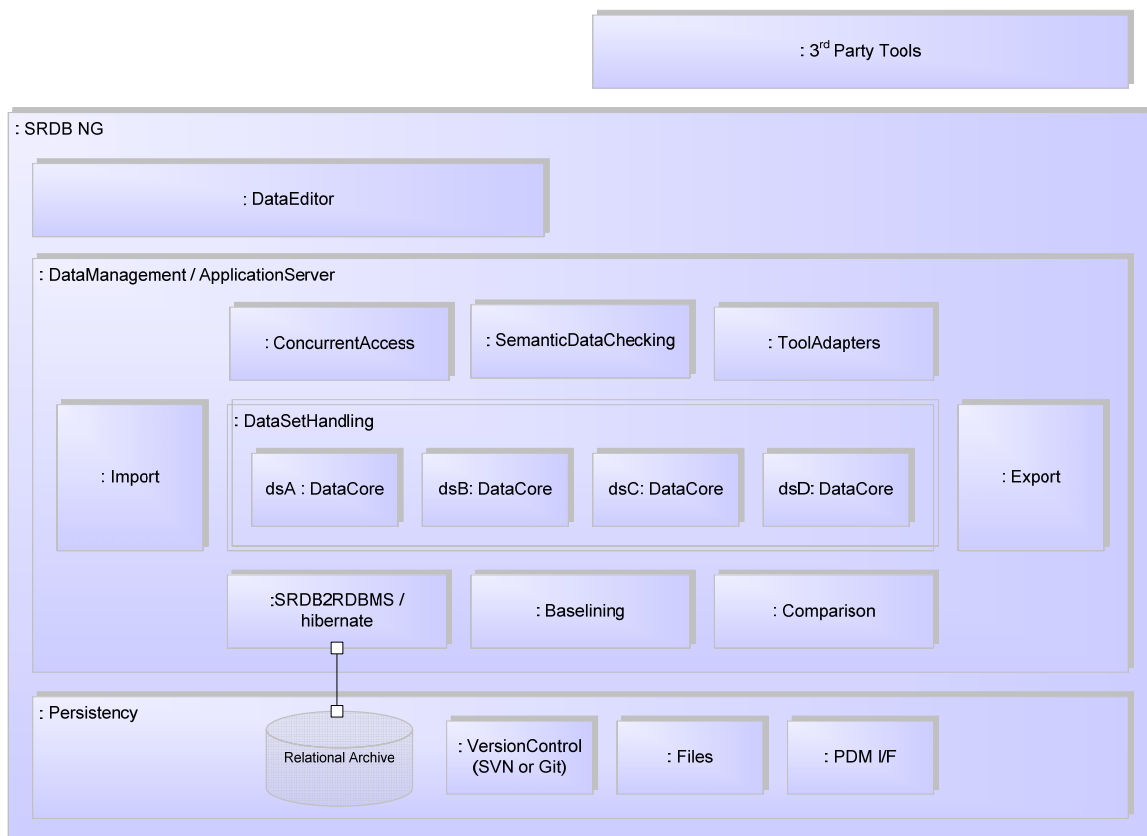 : 3rd Party Tools
: SRDB NG
: DataEditor
: DataManagement / ApplicationServer
: ConcurrentAccess
: SemanticDataChecking
: ToolAdapters
: Import
: DataSetHandling
dsA : DataCore
dsB: DataCore
dsC: DataCore
dsD: DataCore
: Export
:SRDB2RDBMS /
hibernate
: Baselining
: Comparison
: Persistency
Relational Archive
: VersionControl
(SVN or Git)
: Files
: PDM I/F